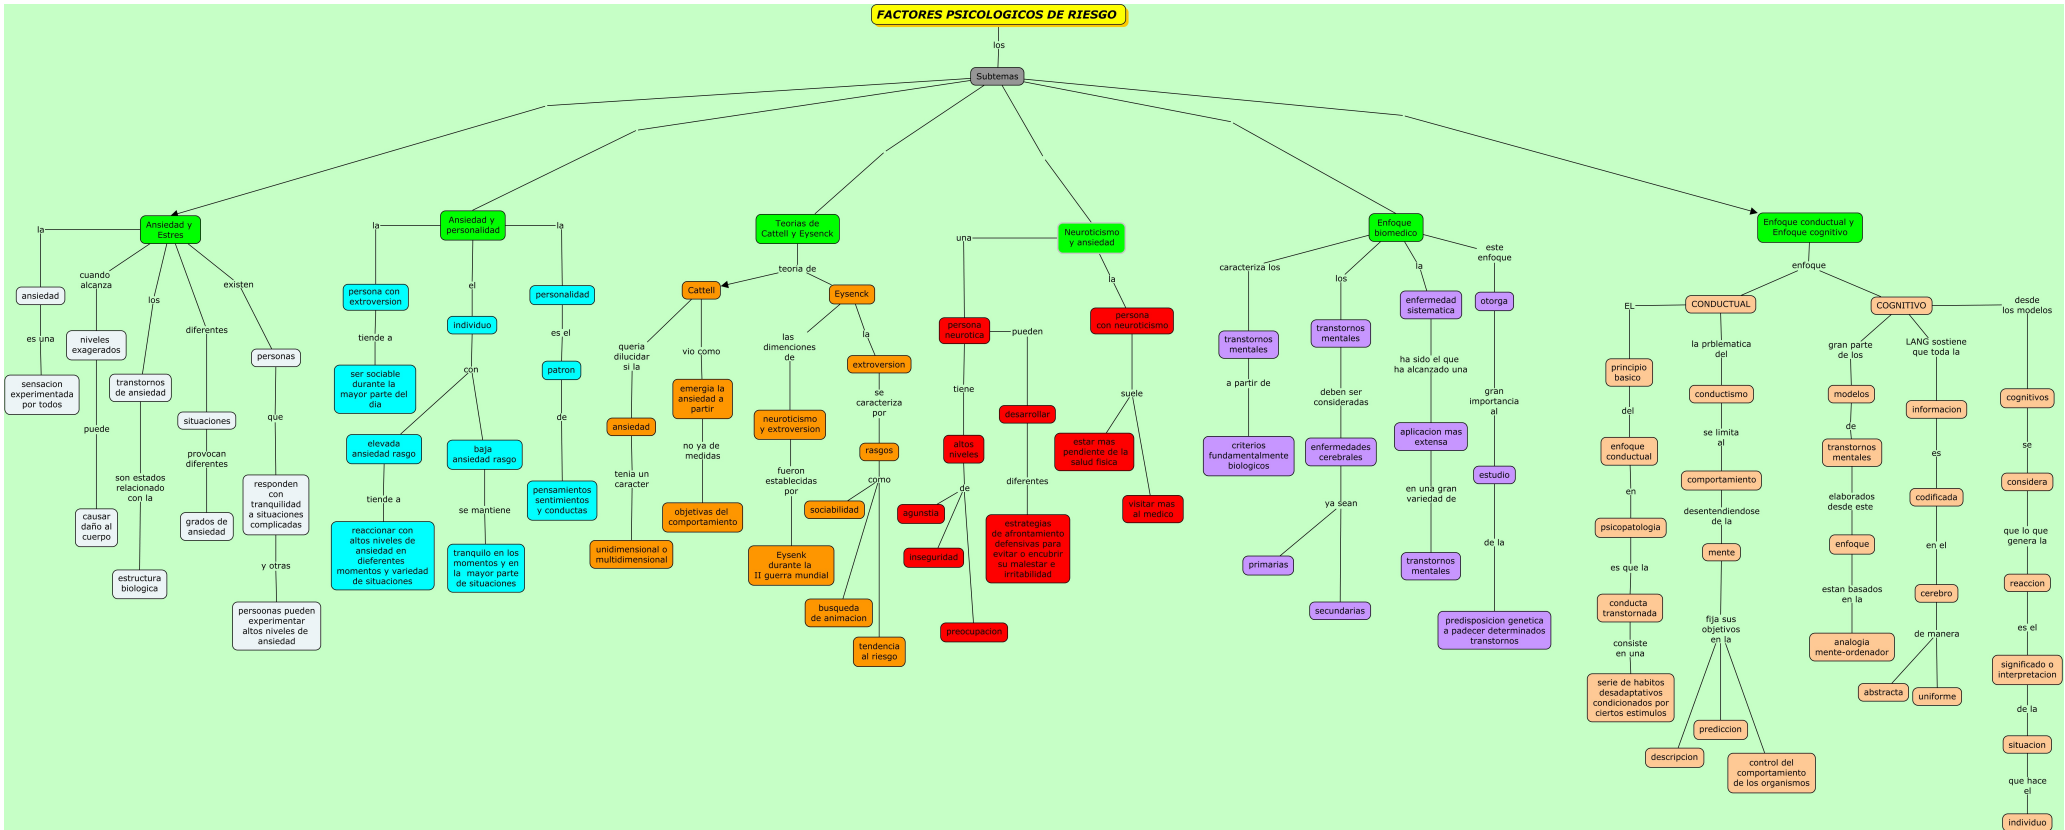 FACTORES PSICOLOGICOS DE RIESGO
los
Subtemas
Ansiedad y
Estres
la
ansiedad
es una
sensacion
experimentada
por todos
cuando
alcanza
niveles
exagerados
puede
causar
daño al
cuerpo
los
transtornos
de ansiedad
son estados
relacionado
con la
estructura
biologica
diferentes
situaciones
provocan
diferentes
grados de
ansiedad
existen
personas
que
responden
con
tranquilidad
a situaciones
complicadas
y otras
persoonas pueden
experimentar
altos niveles de
ansiedad
Ansiedad y
personalidad
la
persona con
extroversion
tiende a
ser sociable
durante la
mayor parte del
dia
el
individuo
con
elevada
ansiedad rasgo
tiende a
reaccionar con
altos niveles de
ansiedad en
dieferentes
momentos y variedad
de situaciones
baja
ansiedad rasgo
se mantiene
tranquilo en los
momentos y en
la mayor parte
de situaciones
la
personalidad
es el
patron
de
pensamientos
sentimientos
y conductas
Teorias de
Cattell y Eysenck
teoria de
Cattell
queria
dilucidar
si la
ansiedad
tenia un
caracter
unidimensional o
multidimensional
vio como
emergia la
ansiedad a
partir
no ya de
medidas
objetivas del
comportamiento
Eysenck
las
dimenciones
de
neuroticismo
y extroversion
fueron
establecidas
por
Eysenk
durante la
II guerra mundial
la
extroversion
se
caracteriza
por
rasgos
como
sociabilidad
busqueda
de animacion
tendencia
al riesgo
Neuroticismo
y ansiedad
una
persona
neurotica
tiene
altos
niveles
de
agunstia
inseguridad
preocupacion
pueden
desarrollar
diferentes
estrategias
de afrontamiento
defensivas para
evitar o encubrir
su malestar e
irritabilidad
la
persona
con neuroticismo
suele
estar mas
pendiente de la
salud fisica
visitar mas
al medico
Enfoque
biomedico
caracteriza los
transtornos
mentales
a partir de
criterios
fundamentalmente
biologicos
los
transtornos
mentales
deben ser
consideradas
enfermedades
cerebrales
ya sean
primarias
secundarias
la
enfermedad
sistematica
ha sido el que
ha alcanzado una
aplicacion mas
extensa
en una gran
variedad de
transtornos
mentales
este
enfoque
otorga
gran
importancia
al
estudio
de la
predisposicion genetica
a padecer determinados
transtornos
Enfoque conductual y
Enfoque cognitivo
enfoque
CONDUCTUAL
EL
principio
basico
del
enfoque
conductual
en
psicopatologia
es que la
conducta
transtornada
consiste
en una
serie de habitos
desadaptativos
condicionados por
ciertos estimulos
la prblematica
del
conductismo
se limita
al
comportamiento
desentendiendose
de la
mente
fija sus
objetivos
en la
descripcion
prediccion
control del
comportamiento
de los organismos
COGNITIVO
gran parte
de los
modelos
de
transtornos
mentales
elaborados
desde este
enfoque
estan basados
en la
analogia
mente-ordenador
LANG sostiene
que toda la
informacion
es
codificada
en el
cerebro
de manera
abstracta
uniforme
desde
los modelos
cognitivos
se
considera
que lo que
genera la
reaccion
es el
significado o
interpretacion
de la
situacion
que hace
el
individuo